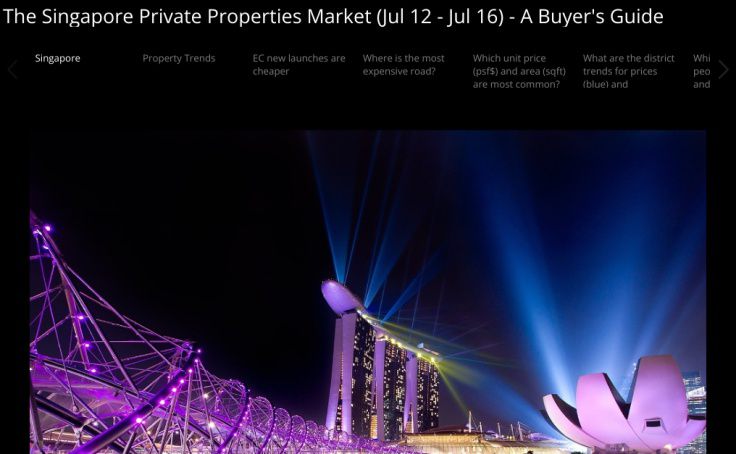 The Singapore Private Properties Market (Jul 12 - Jul 16) - A Buyer's Guide
Singapore
Property Trends
EC new launches are
cheaper
Where is the most
expensive road?
Which unit price
(psf$) and area (sqft)
are most common?
What are the district
trends for prices
(blue) and
Whi
peo
and